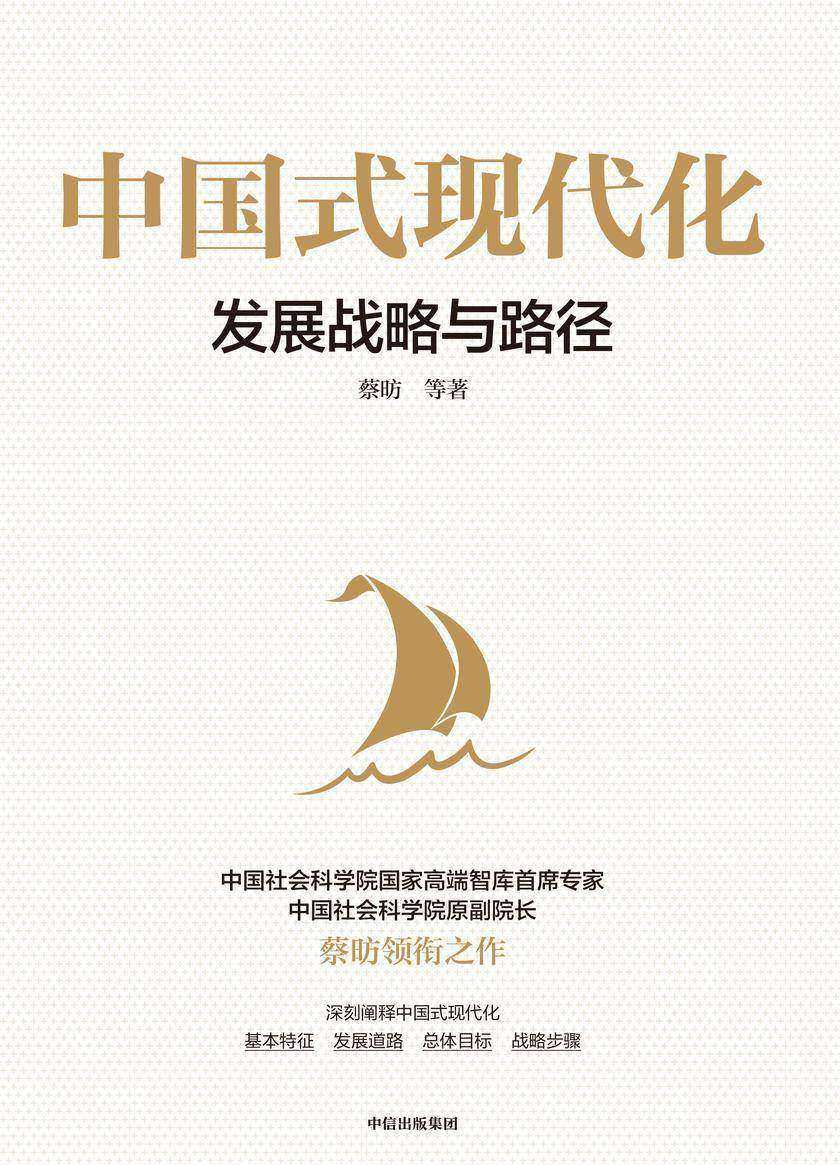 中国式现代化
发展战略与路径
蔡昉 等著
中国社会科学院国家高端智库首席专家
中国社会科学院原副院长
蔡昉领衔之作
深刻阐释中国式现代化
基本特征 发展道路 总体目标 战略步骤
中信出版集团